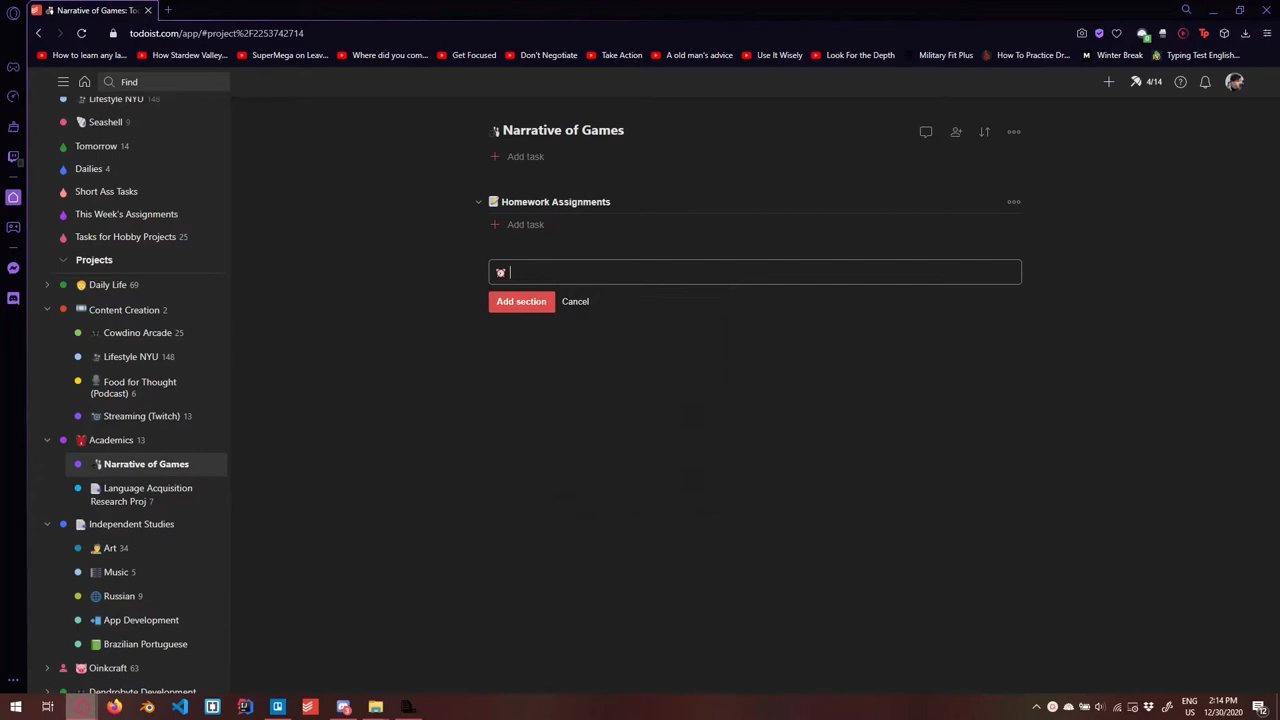 Narrative of Games: To
todoist.com/app/#project%2F2253742714
How to learn any la...
How Stardew Valley...
SuperMega on Leav...
Where did you com...
Get Focused
Don't Negotiate
Take Action
A old man's advice
Use It Wisely
Look For the Depth
Military Fit Plus
How To Practice Dr...
Winter Break
Typing Test English...
Find
4/14
Lifestyle NYU 148
Seashell 9
Tomorrow 14
Dailies 4
Short Ass Tasks
This Week's Assignments
Tasks for Hobby Projects 25
Projects
Daily Life 69
Content Creation 2
Cowdino Arcade 25
Lifestyle NYU 148
Food for Thought
(Podcast) 6
Streaming (Twitch) 13
Academics 13
Narrative of Games
Language Acquisition
Research Proj 7
Independent Studies
Art 34
Music 5
Russian 9
App Development
Brazilian Portuguese
Oinkcraft 63
Dendrobyte Development
Narrative of Games
Add task
Homework Assignments
Add task
Add section
Cancel
ENG
US
2:14 PM
12/30/2020
12